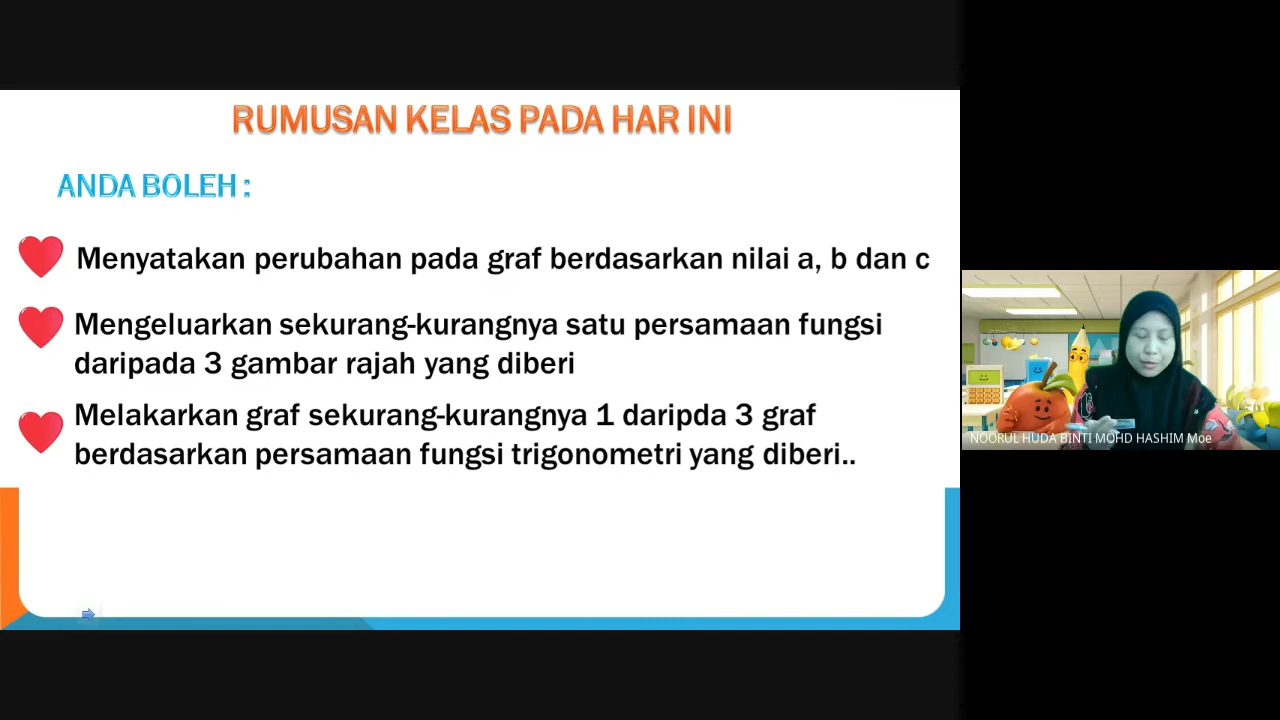 RUMUSAN KELAS PADA HAR INI
ANDA BOLEH :
Menyatakan perubahan pada graf berdasarkan nilai a, b dan c
Mengeluarkan sekurang-kurangnya satu persamaan fungsi
daripada 3 gambar rajah yang diberi
Melakarkan graf sekurang-kurangnya 1 daripda 3 graf
berdasarkan persamaan fungsi trigonometri yang diberi..
NOORUL HUDA BINTI MOHD HASHIM Moe